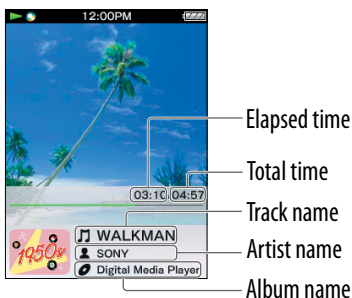 12:00PM
Elapsed time
Total time
03:10 04:57
Track name
WALKMAN
Artist name
SONY
1950s
Digital Media Player
Album name